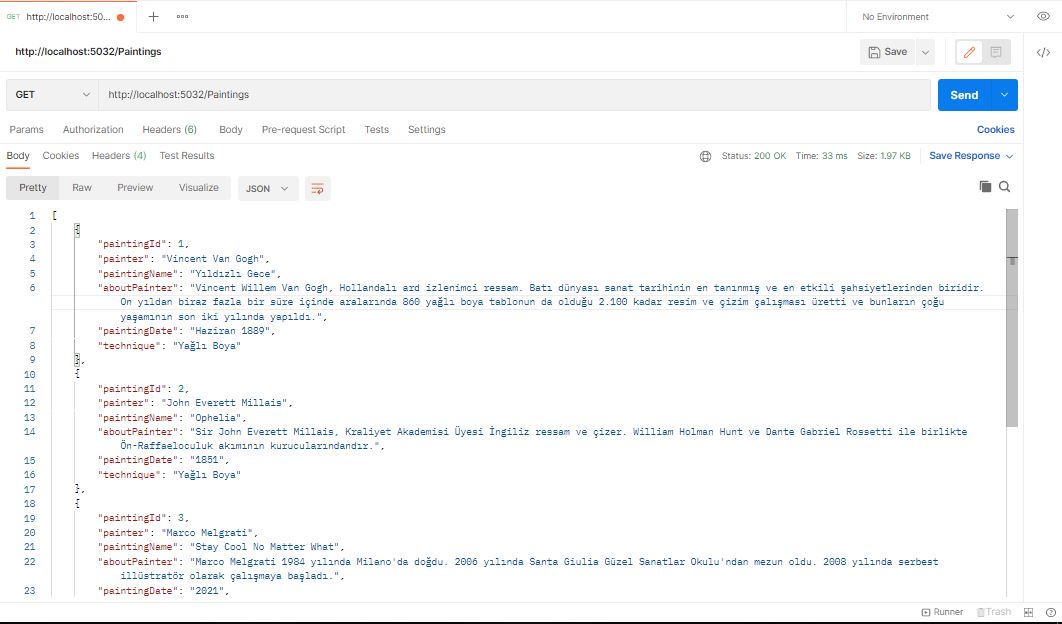 GET http://localhost:50...
No Environment
http://localhost:5032/Paintings
Save
GET http://localhost:5032/Paintings
Send
Params Authorization Headers (6) Body Pre-request Script Tests Settings
Cookies
Body Cookies Headers (4) Test Results
Status: 200 OK Time: 33 ms Size: 1.97 KB Save Response
Pretty Raw Preview Visualize JSON
1 [
2 {
3 "paintingId": 1,
4 "painter": "Vincent Van Gogh",
5 "paintingName": "Yıldızlı Gece",
6 "aboutPainter": "Vincent Willem Van Gogh, Hollandalı ard izlenimci ressam. Batı dünyası sanat tarihinin en tanınmış ve en etkili şahsiyetlerinden biridir.
On yıldan biraz fazla bir süre içinde aralarında 860 yağlı boya tablonun da olduğu 2.100 kadar resim ve çizim çalışması üretti ve bunların çoğu
yaşamının son iki yılında yapıldı.",
7 "paintingDate": "Haziran 1889",
8 "technique": "Yağlı Boya"
9 },
10 {
11 "paintingId": 2,
12 "painter": "John Everett Millais",
13 "paintingName": "Ophelia",
14 "aboutPainter": "Sir John Everett Millais, Kraliyet Akademisi Üyesi İngiliz ressam ve çizer. William Holman Hunt ve Dante Gabriel Rossetti ile birlikte
Ön-Raffaeloculuk akımının kurucularındandır.",
15 "paintingDate": "1851",
16 "technique": "Yağlı Boya"
17 },
18 {
19 "paintingId": 3,
20 "painter": "Marco Melgrati",
21 "paintingName": "Stay Cool No Matter What",
22 "aboutPainter": "Marco Melgrati 1984 yılında Milano'da doğdu. 2006 yılında Santa Giulia Güzel Sanatlar Okulu'ndan mezun oldu. 2008 yılında serbest
illüstratör olarak çalışmaya başladı.",
23 "paintingDate": "2021",
Runner Trash